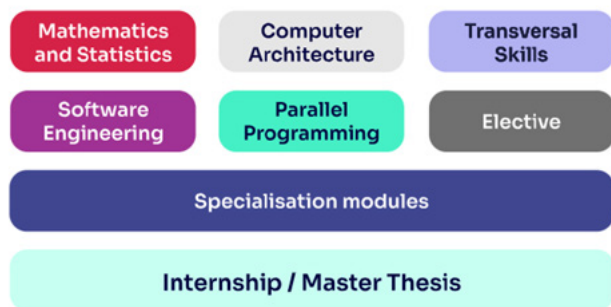 Mathematics
and Statistics
Computer
Architecture
Transversal
Skills
Software
Engineering
Parallel
Programming
Elective
Specialisation modules
Internship / Master Thesis